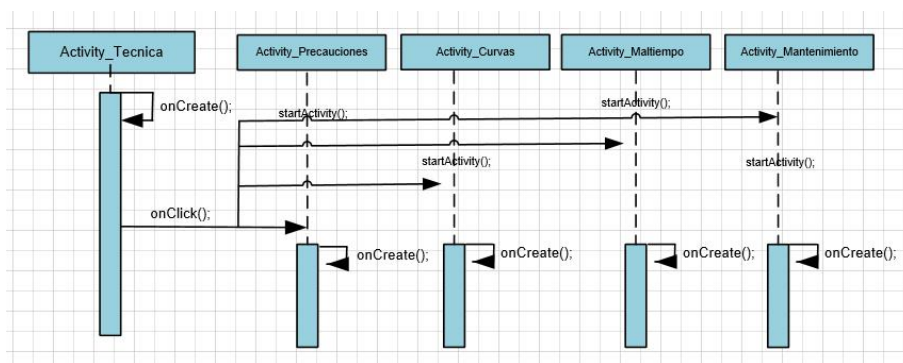 Activity_Tecnica
Activity_Precauciones
Activity_Curvas
Activity_Maltiempo
Activity_Mantenimiento
onCreate();
startActivity();
startActivity();
startActivity();
startActivity();
onClick();
onCreate();
onCreate();
onCreate();
onCreate();